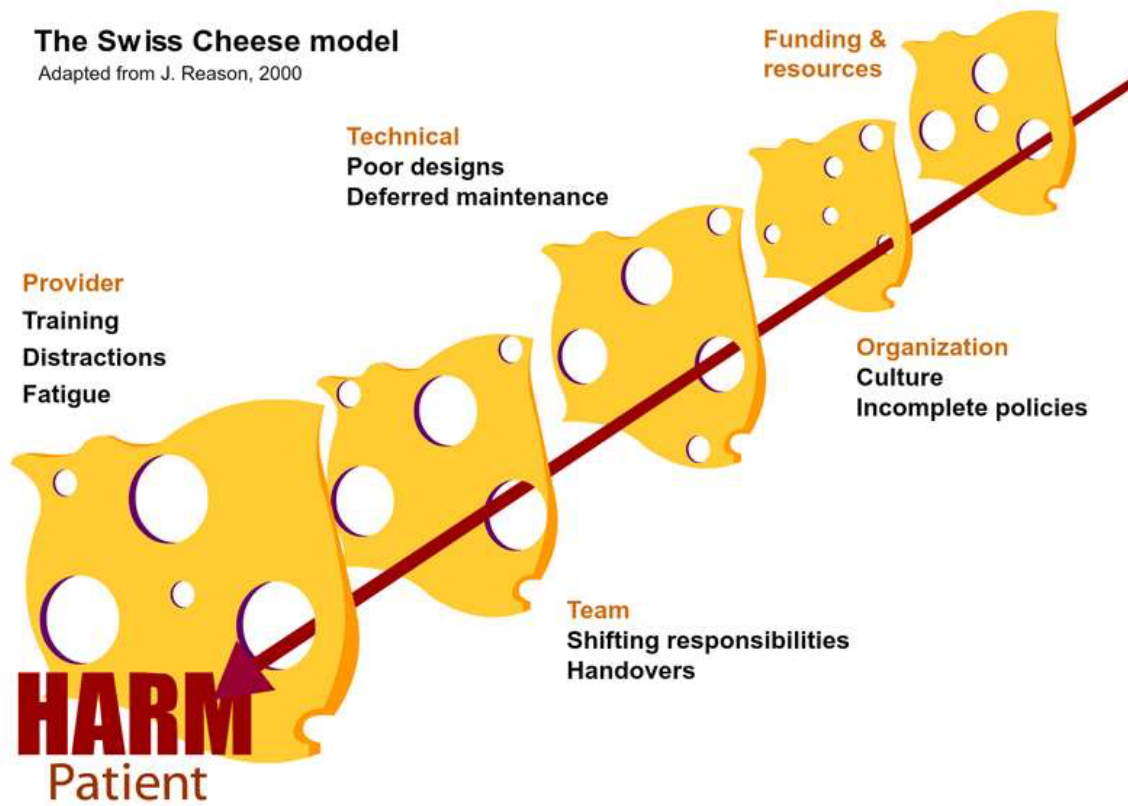 The Swiss Cheese model
Adapted from J. Reason, 2000
Funding &
resources
Technical
Poor designs
Deferred maintenance
Provider
Training
Distractions
Fatigue
Organization
Culture
Incomplete policies
Team
Shifting responsibilities
Handovers
HARM
Patient